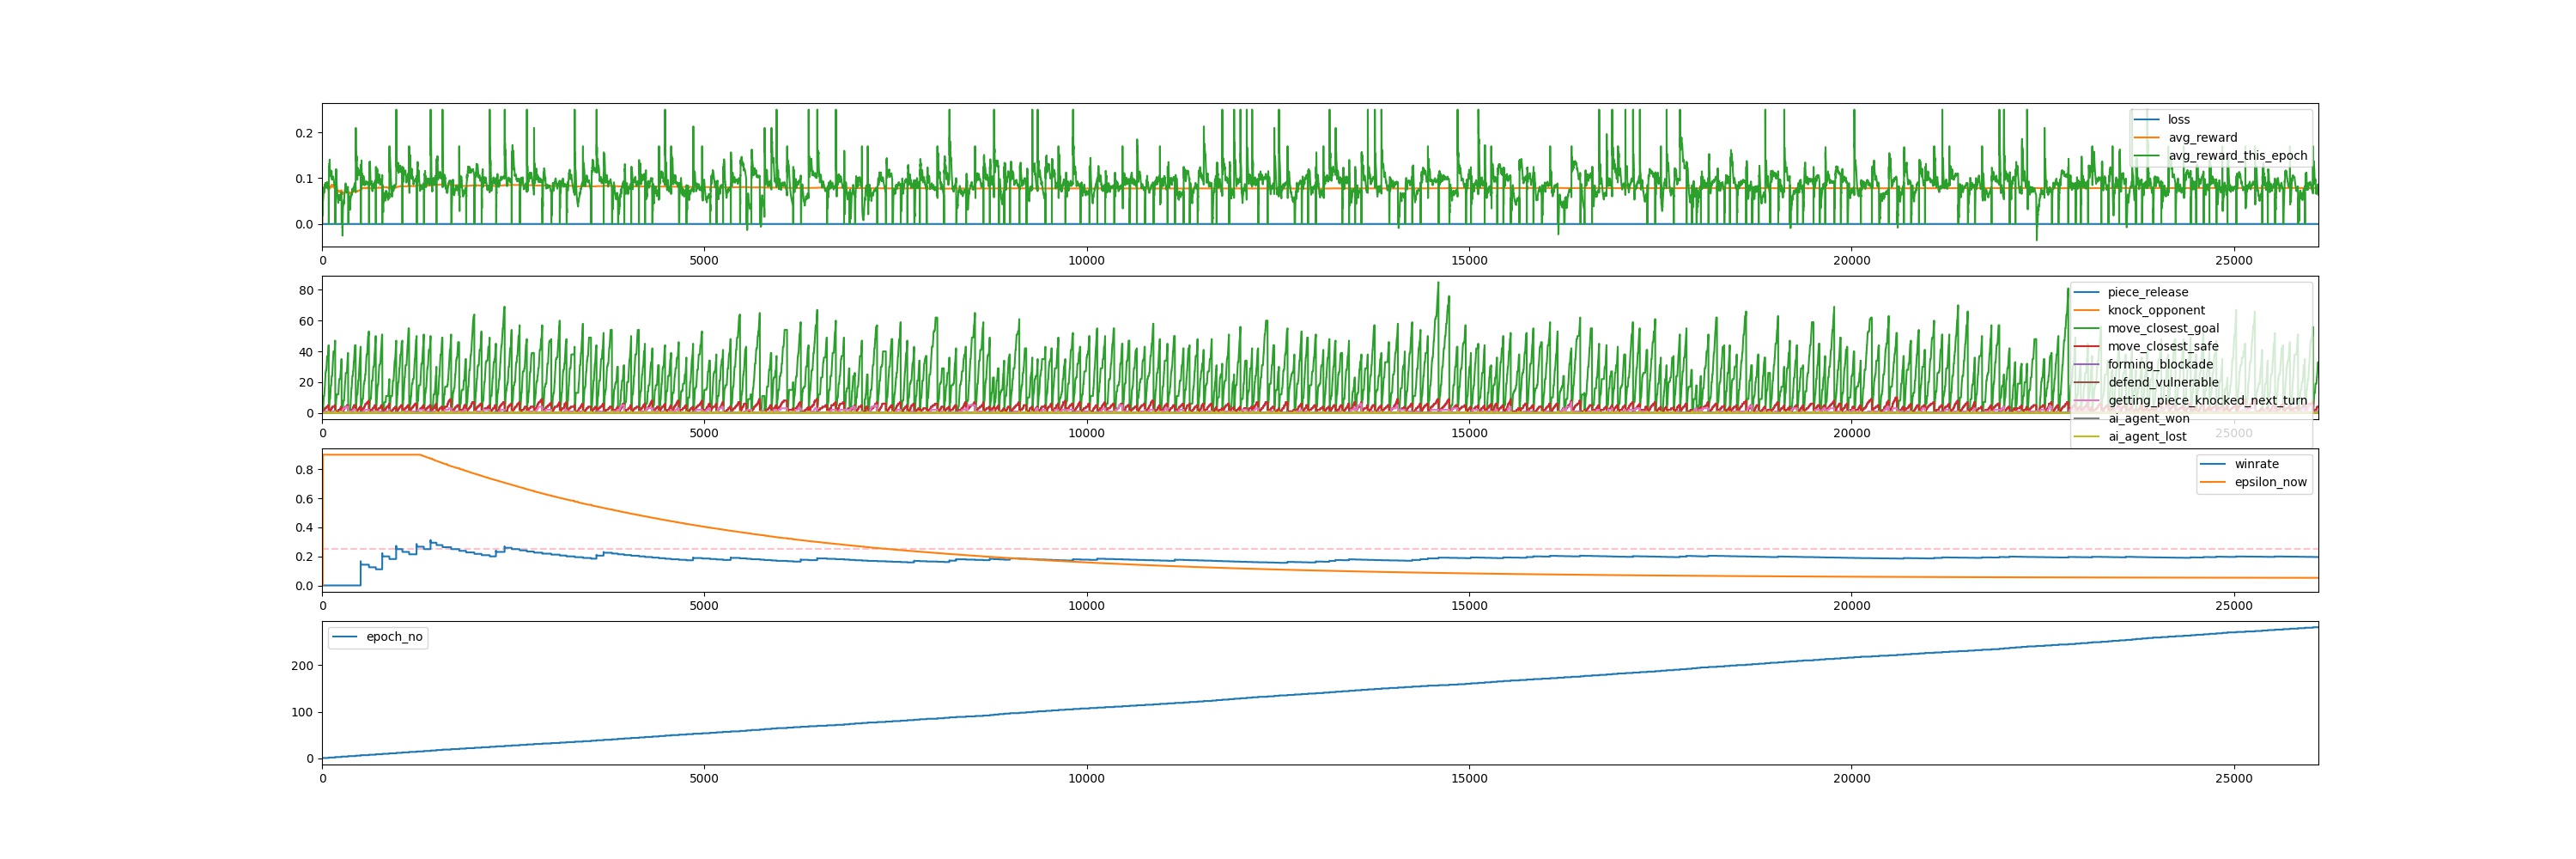 0.2
0.1
0.0
loss
avg_reward
avg_reward_this_epoch
0 5000 10000 15000 20000 25000
80
60
40
20
0
piece_release
knock_opponent
move_closest_goal
move_closest_safe
forming_blockade
defend_vulnerable
getting_piece_knocked_next_turn
ai_agent_won
ai_agent_lost
0 5000 10000 15000 20000 25000
0.8
0.6
0.4
0.2
0.0
winrate
epsilon_now
0 5000 10000 15000 20000 25000
epoch_no
200
100
0
0 5000 10000 15000 20000 25000